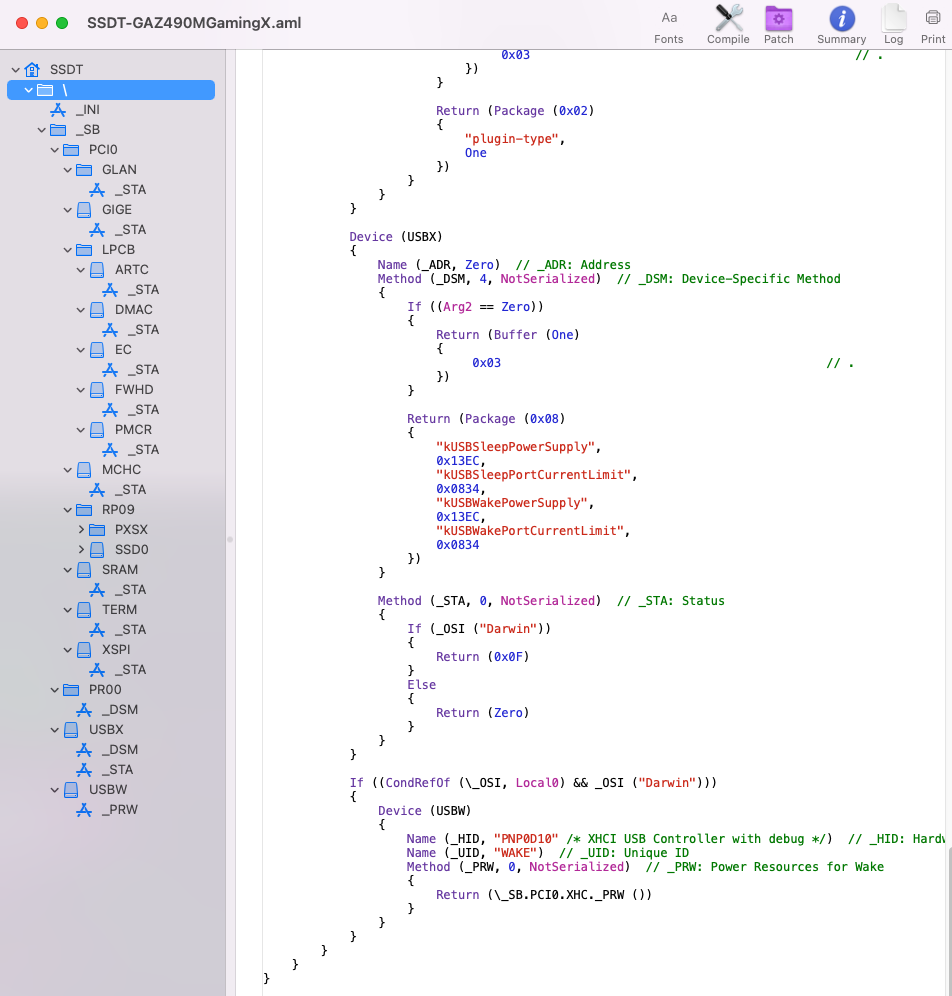 SSDT-GAZ490MGamingX.aml
Aa
Fonts
Compile
Patch
Summary
Log
Print
SSDT
\
_INI
_SB
PCI0
GLAN
_STA
GIGE
_STA
LPCB
ARTC
_STA
DMAC
_STA
EC
_STA
FWHD
_STA
PMCR
_STA
MCHC
_STA
RP09
PXSX
SSD0
SRAM
_STA
TERM
_STA
XSPI
_STA
PR00
_DSM
USBX
_DSM
_STA
USBW
_PRW
0x03 // .
})
}
Return (Package (0x02)
{
"plugin-type",
One
})
}
}
}
Device (USBX)
{
Name (_ADR, Zero) // _ADR: Address
Method (_DSM, 4, NotSerialized) // _DSM: Device-Specific Method
{
If ((Arg2 == Zero))
{
Return (Buffer (One)
{
0x03 // .
})
}
Return (Package (0x08)
{
"kUSBSleepPowerSupply",
0x13EC,
"kUSBSleepPortCurrentLimit",
0x0834,
"kUSBWakePowerSupply",
0x13EC,
"kUSBWakePortCurrentLimit",
0x0834
})
}
Method (_STA, 0, NotSerialized) // _STA: Status
{
If (_OSI ("Darwin"))
{
Return (0x0F)
}
Else
{
Return (Zero)
}
}
}
If ((CondRefOf (\_OSI, Local0) && _OSI ("Darwin")))
{
Device (USBW)
{
Name (_HID, "PNP0D10" /* XHCI USB Controller with debug */) // _HID: Hardw
Name (_UID, "WAKE") // _UID: Unique ID
Method (_PRW, 0, NotSerialized) // _PRW: Power Resources for Wake
{
Return (\_SB.PCI0.XHC._PRW ())
}
}
}
}
}
}